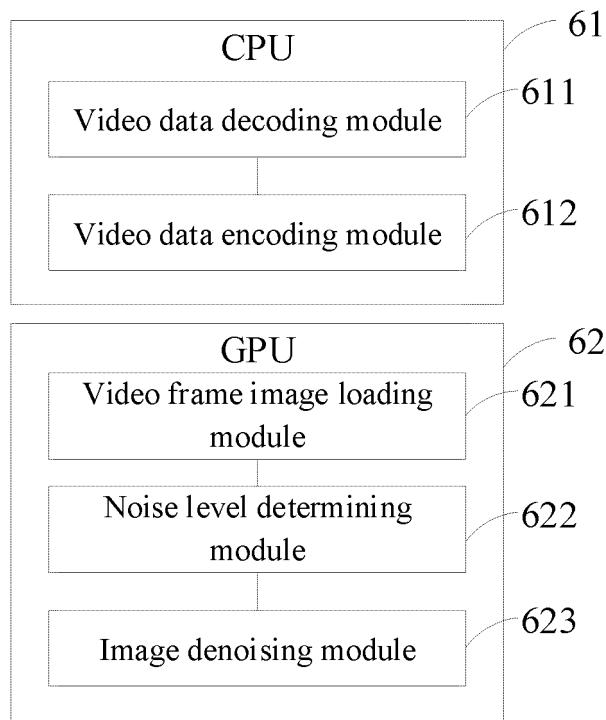 CPU
61
Video data decoding module
611
Video data encoding module
612
GPU
62
Video frame image loading
module
621
Noise level determining
module
622
Image denoising module
623